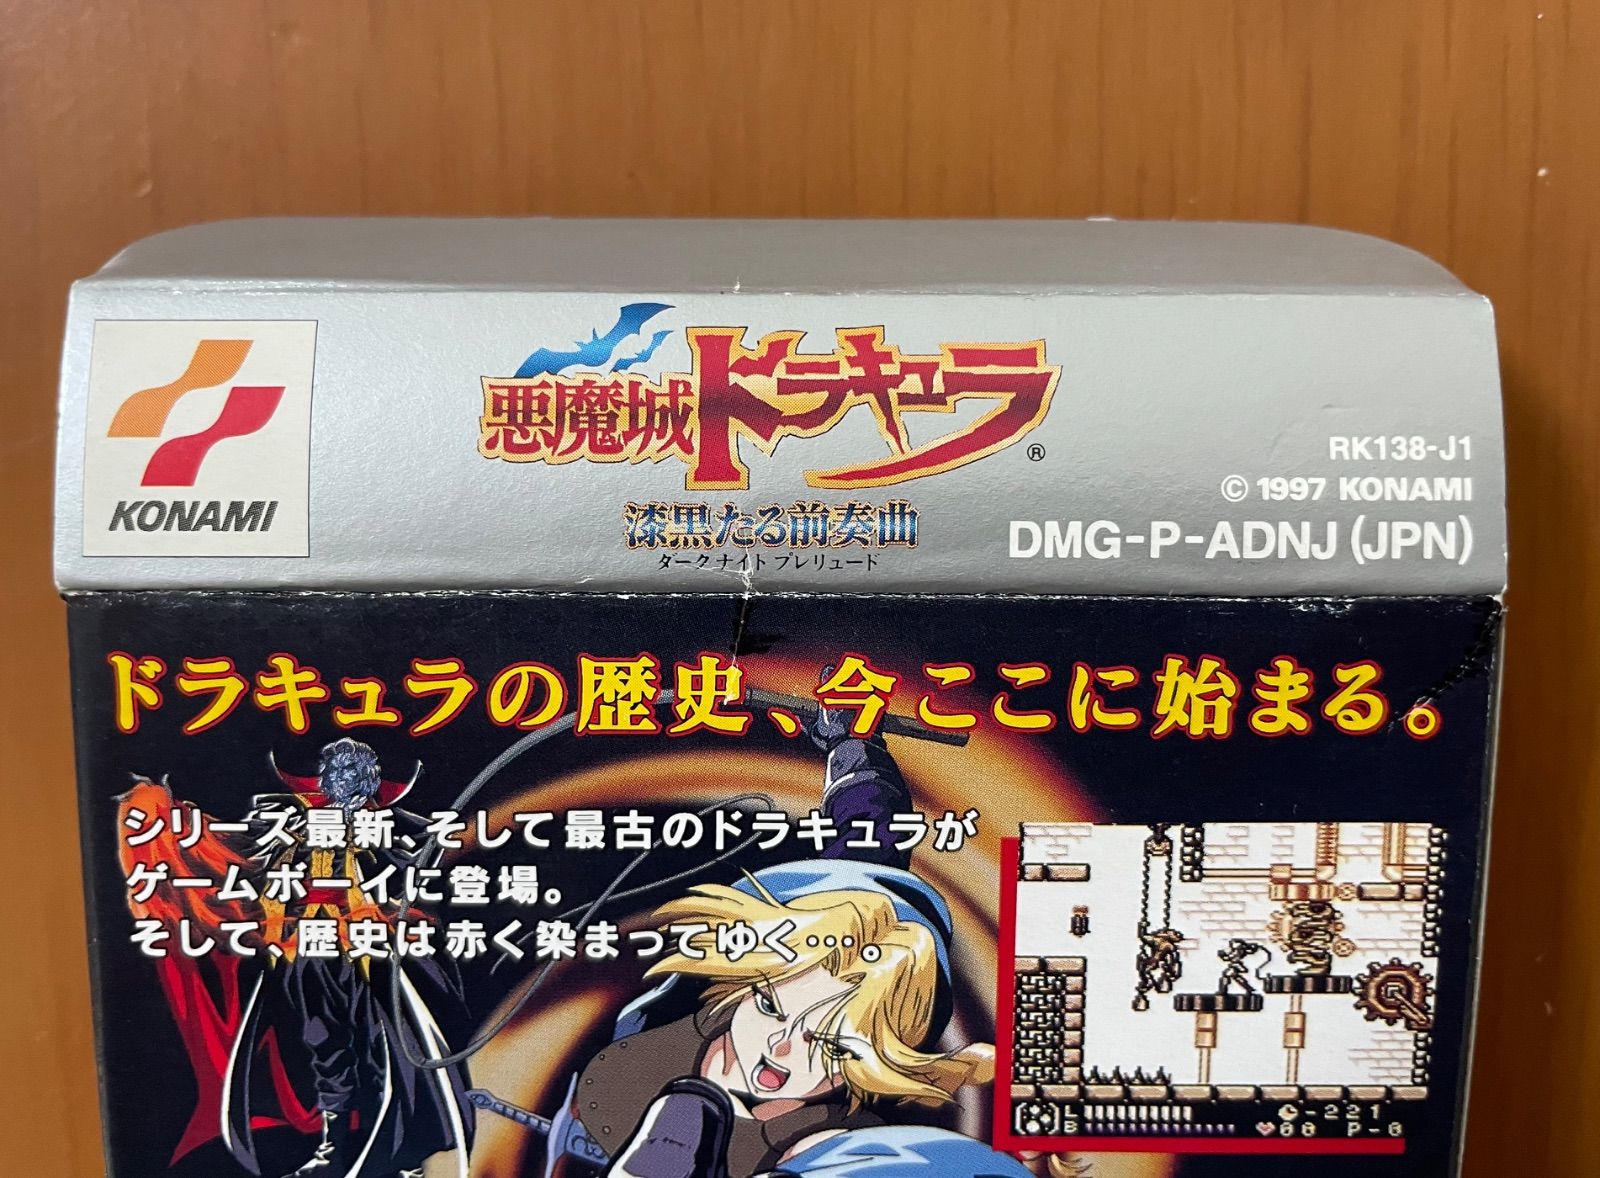 KONAMI
悪魔城ドラキュラ®
漆黒たる前奏曲
ダークナイトプレリュード
RK138-J1
© 1997 KONAMI
DMG-P-ADNJ (JPN)
ドラキュラの歴史、今ここに始まる。
シリーズ最新、そして最古のドラキュラが
ゲームボーイに登場。
そして、歴史は赤く染まってゆく…。
L
-221
B
00 P-0